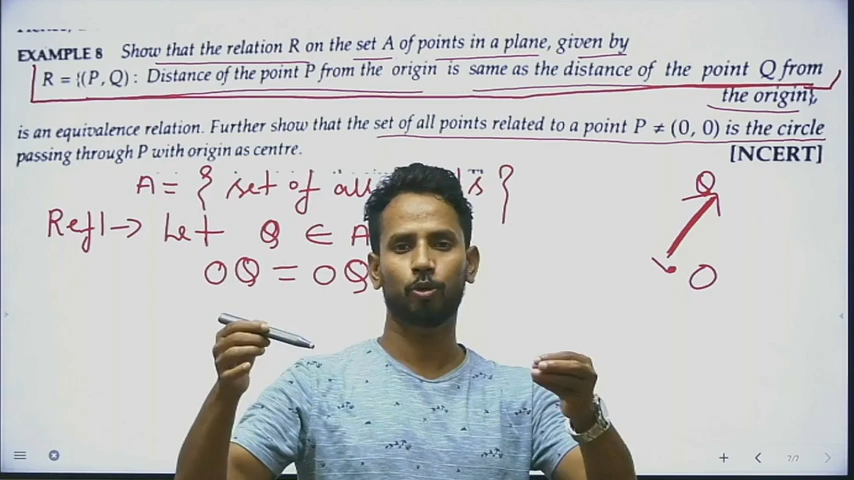 EXAMPLE 8 Show that the relation R on the set A of points in a plane, given by
R = {(P, Q) : Distance of the point P from the origin is same as the distance of the point Q from
the origin},
is an equivalence relation. Further show that the set of all points related to a point P ≠ (0, 0) is the circle
passing through P with origin as centre. [NCERT]
A = { set of all }
Refl → Let Q ∈ A
OQ = OQ
Q
O
7/7